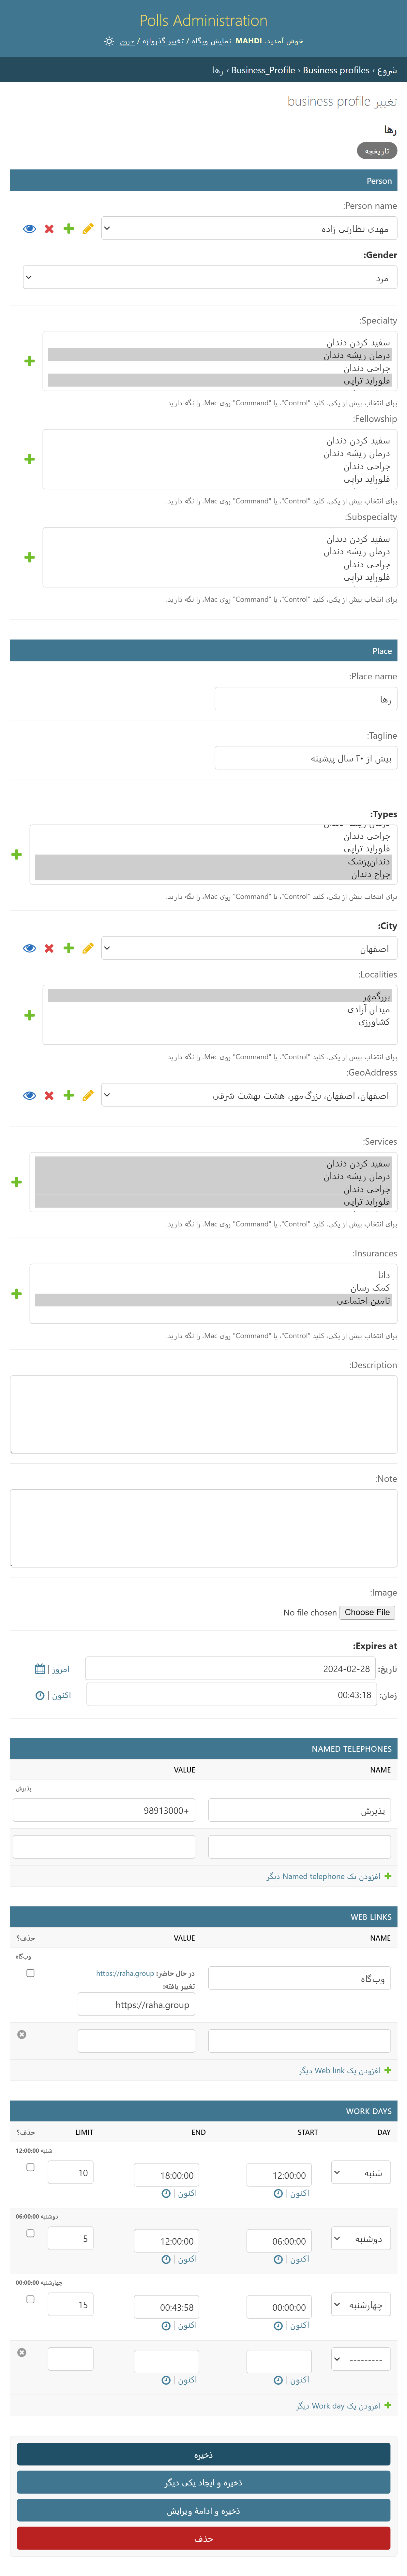 Polls Administration
خوش آمدید، MAHDI. نمایش وبگاه / تغییر گذرواژه / خروج
شروع › Business_Profile › Business profiles › رها
تغییر business profile
رها
تاریخچه
Person
Person name:
مهدی نظارتی زاده
Gender:
مرد
Specialty:
سفید کردن دندان
درمان ریشه دندان
جراحی دندان
فلوراید تراپی
برای انتخاب بیش از یکی، کلید "Control"، یا "Command" روی Mac، را نگه دارید.
Fellowship:
سفید کردن دندان
درمان ریشه دندان
جراحی دندان
فلوراید تراپی
برای انتخاب بیش از یکی، کلید "Control"، یا "Command" روی Mac، را نگه دارید.
Subspecialty:
سفید کردن دندان
درمان ریشه دندان
جراحی دندان
فلوراید تراپی
برای انتخاب بیش از یکی، کلید "Control"، یا "Command" روی Mac، را نگه دارید.
Place
Place name:
رها
Tagline:
بیش از ۲۰ سال پیشینه
Types:
درمان ریشه دندان
جراحی دندان
فلوراید تراپی
دندان‌پزشک
جراح دندان
برای انتخاب بیش از یکی، کلید "Control"، یا "Command" روی Mac، را نگه دارید.
City:
اصفهان
Localities:
بزرگمهر
میدان آزادی
کشاورزی
برای انتخاب بیش از یکی، کلید "Control"، یا "Command" روی Mac، را نگه دارید.
GeoAddress:
اصفهان، اصفهان، بزرگ‌مهر، هشت بهشت شرقی
Services:
سفید کردن دندان
درمان ریشه دندان
جراحی دندان
فلوراید تراپی
برای انتخاب بیش از یکی، کلید "Control"، یا "Command" روی Mac، را نگه دارید.
Insurances:
دانا
کمک رسان
تامین اجتماعی
برای انتخاب بیش از یکی، کلید "Control"، یا "Command" روی Mac، را نگه دارید.
Description:
Note:
Image:
Choose File No file chosen
Expires at:
تاریخ: 2024-02-28 امروز |
زمان: 00:43:18 اکنون |
NAMED TELEPHONES
NAME VALUE
پذیرش
پذیرش 98913000+
افزودن یک Named telephone دیگر
WEB LINKS
NAME VALUE حذف؟
وب‌گاه
وب‌گاه در حال حاضر: https://raha.group
تغییر یافته:
https://raha.group
افزودن یک Web link دیگر
WORK DAYS
DAY START END LIMIT حذف؟
شنبه 12:00:00
شنبه 12:00:00 18:00:00 10
اکنون | اکنون |
دوشنبه 06:00:00
دوشنبه 06:00:00 12:00:00 5
اکنون | اکنون |
چهارشنبه 00:00:00
چهارشنبه 00:00:00 00:43:58 15
اکنون | اکنون |
---------
اکنون | اکنون |
افزودن یک Work day دیگر
ذخیره
ذخیره و ایجاد یکی دیگر
ذخیره و ادامهٔ ویرایش
حذف